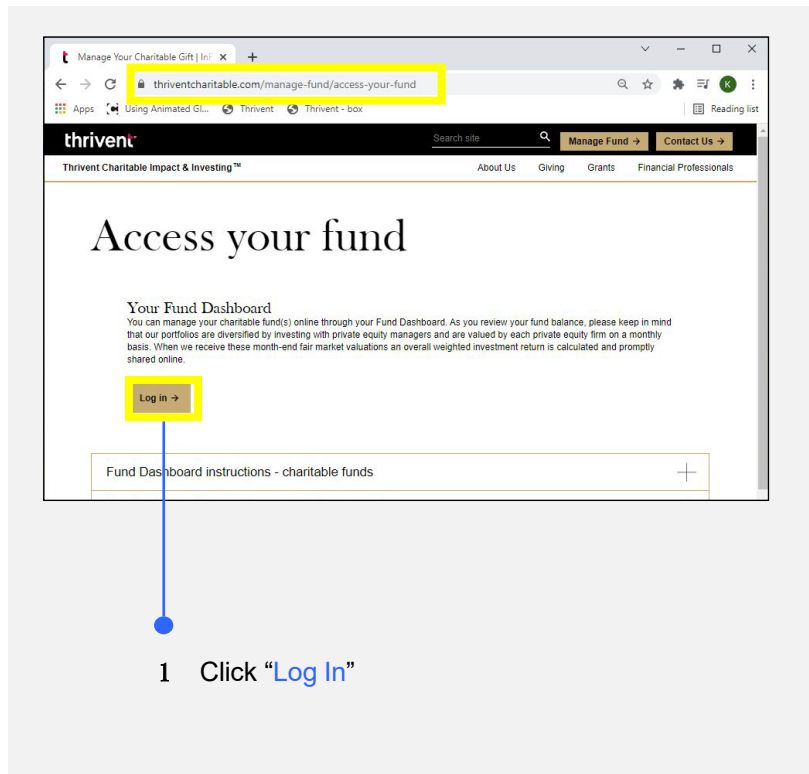 Manage Your Charitable Gift | InF
thriventcharitable.com/manage-fund/access-your-fund
K
Apps
Using Animated GI...
Thrivent
Thrivent - box
Reading list
thrivent
Search site
Manage Fund →
Contact Us →
Thrivent Charitable Impact & Investing™
About Us
Giving
Grants
Financial Professionals
Access your fund
Your Fund Dashboard
You can manage your charitable fund(s) online through your Fund Dashboard. As you review your fund balance, please keep in mind
that our portfolios are diversified by investing with private equity managers and are valued by each private equity firm on a monthly
basis. When we receive these month-end fair market valuations an overall weighted investment return is calculated and promptly
shared online.
Log in →
Fund Dashboard instructions - charitable funds
1 Click “Log In”